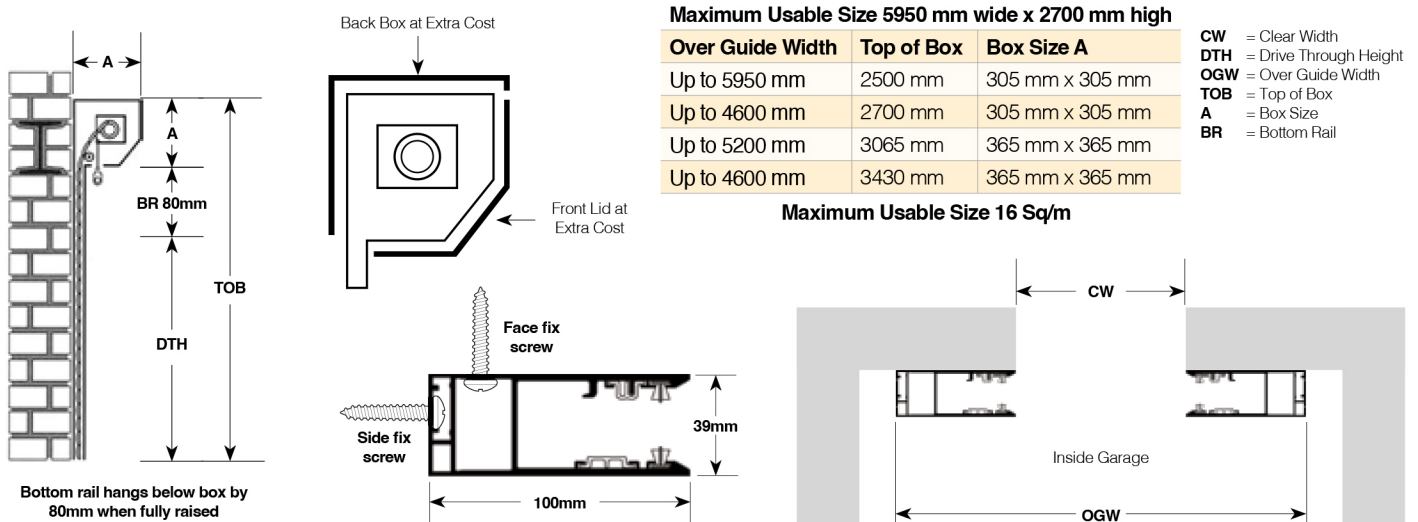 A
A
BR 80mm
TOB
DTH
Bottom rail hangs below box by
80mm when fully raised
Back Box at Extra Cost
Front Lid at
Extra Cost
Face fix
screw
Side fix
screw
39mm
100mm
Maximum Usable Size 5950 mm wide x 2700 mm high
Over Guide Width Top of Box Box Size A
Up to 5950 mm 2500 mm 305 mm x 305 mm
Up to 4600 mm 2700 mm 305 mm x 305 mm
Up to 5200 mm 3065 mm 365 mm x 365 mm
Up to 4600 mm 3430 mm 365 mm x 365 mm
Maximum Usable Size 16 Sq/m
CW = Clear Width
DTH = Drive Through Height
OGW = Over Guide Width
TOB = Top of Box
A = Box Size
BR = Bottom Rail
CW
Inside Garage
OGW